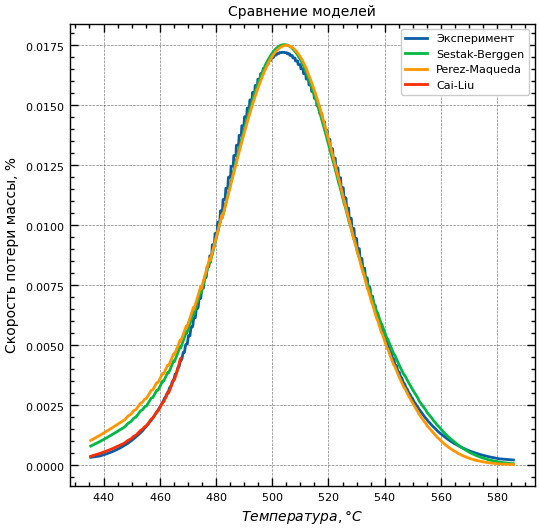 Сравнение моделей
Эксперимент
Sestak-Berggen
Perez-Maqueda
Cai-Liu
Скорость потери массы, %
0.0175
0.0150
0.0125
0.0100
0.0075
0.0050
0.0025
0.0000
440 460 480 500 520 540 560 580
Температура, °C